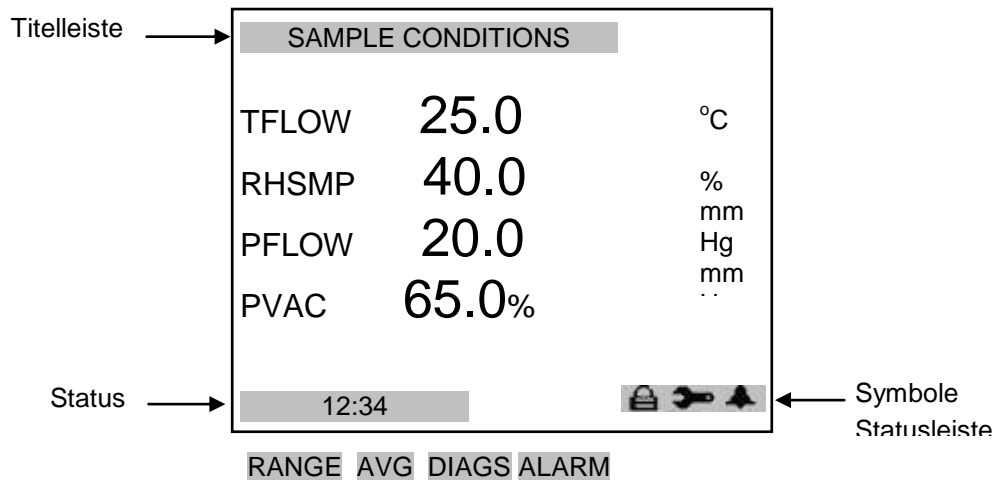 Titelleiste
SAMPLE CONDITIONS
TFLOW 25.0 °C
RHSMP 40.0 %
mm
PFLOW 20.0 Hg
mm
PVAC 65.0%
Status 12:34 Symbole
Statusleiste
RANGE AVG DIAGS ALARM